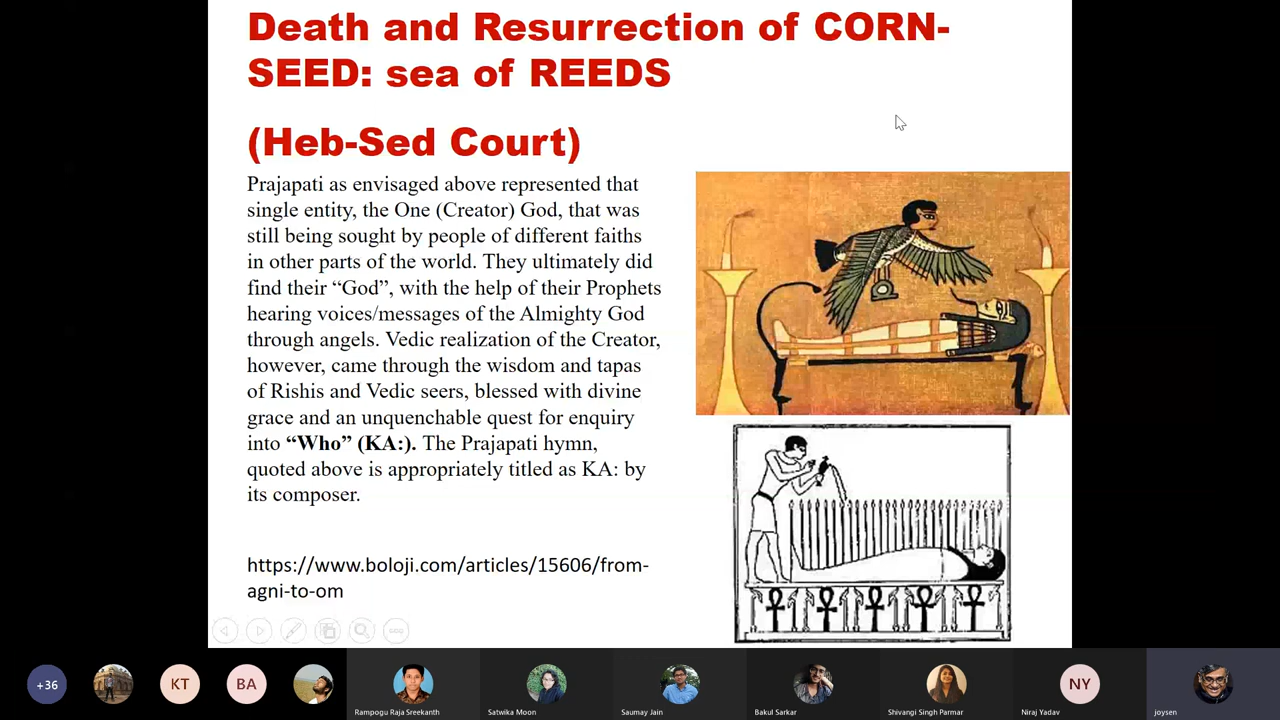 Death and Resurrection of CORN-
SEED: sea of REEDS
(Heb-Sed Court)
Prajapati as envisaged above represented that
single entity, the One (Creator) God, that was
still being sought by people of different faiths
in other parts of the world. They ultimately did
find their “God”, with the help of their Prophets
hearing voices/messages of the Almighty God
through angels. Vedic realization of the Creator,
however, came through the wisdom and tapas
of Rishis and Vedic seers, blessed with divine
grace and an unquenchable quest for enquiry
into “Who” (KA:). The Prajapati hymn,
quoted above is appropriately titled as KA: by
its composer.
https://www.boloji.com/articles/15606/from-
agni-to-om
+36
KT
BA
Rampogu Raja Sreekanth
Satwika Moon
Saumay Jain
Bakul Sarkar
Shivangi Singh Parmar
NY
Niraj Yadav
joysen